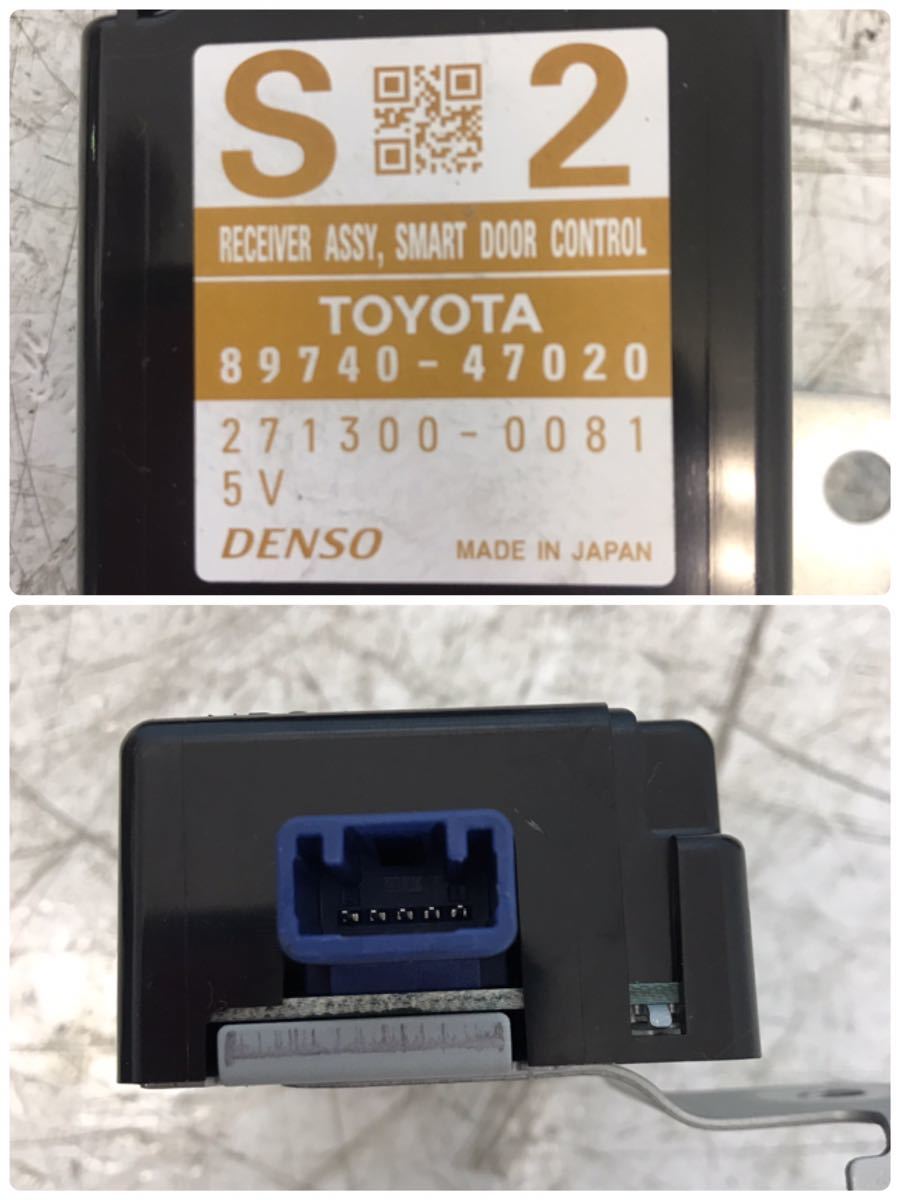 S 2
RECEIVER ASSY, SMART DOOR CONTROL
TOYOTA
89740-47020
271300-0081
5V
DENSO MADE IN JAPAN